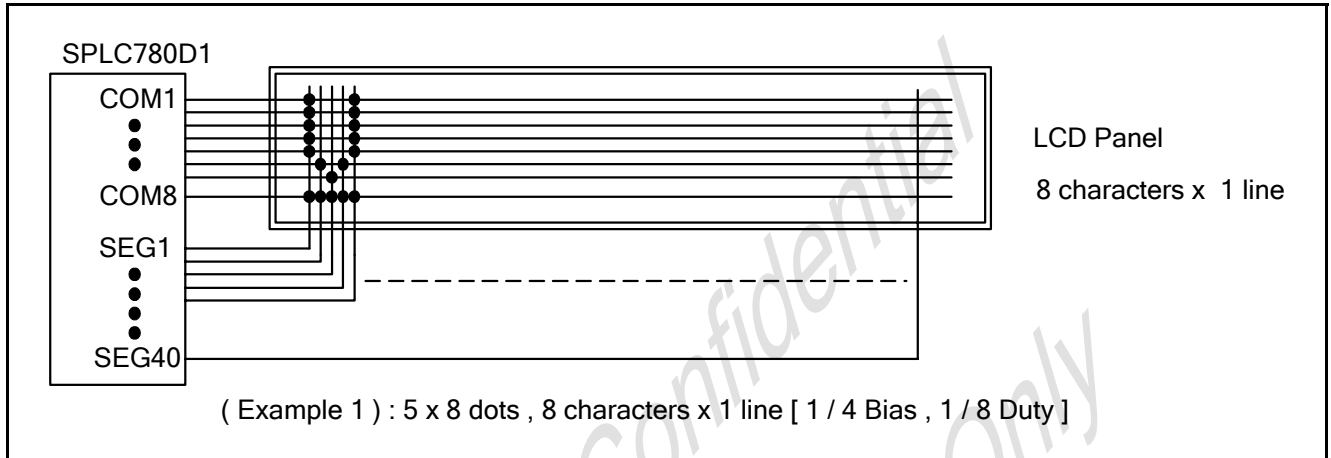 SPLC780D1
COM1
COM8
SEG1
SEG40
LCD Panel
8 characters x 1 line
( Example 1 ) : 5 x 8 dots , 8 characters x 1 line [ 1 / 4 Bias , 1 / 8 Duty ]
Confidential
Only